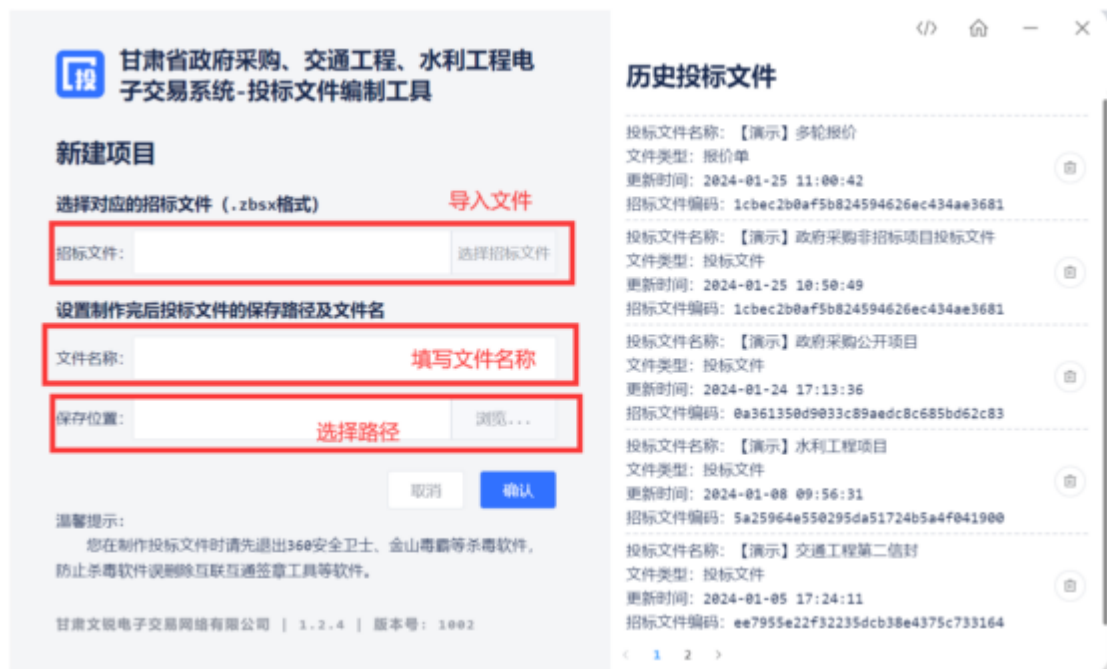 甘肃省政府采购、交通工程、水利工程电
子交易系统-投标文件编制工具
投
新建项目
选择对应的招标文件（.zbsx格式）
导入文件
招标文件：
选择招标文件
设置制作完后投标文件的保存路径及文件名
文件名称：
填写文件名称
保存位置：
选择路径
浏览...
取消
确认
温馨提示：
您在制作投标文件时请先退出360安全卫士、金山毒霸等杀毒软件，
防止杀毒软件误删除互联互通签章工具等软件。
甘肃文锐电子交易网络有限公司 | 1.2.4 | 版本号: 1002
历史投标文件
投标文件名称：【演示】多轮报价
文件类型：报价单
更新时间：2024-01-25 11:00:42
招标文件编码：1cbec2b0af5b824594626ec434ae3681
投标文件名称：【演示】政府采购非招标项目投标文件
文件类型：投标文件
更新时间：2024-01-25 10:50:49
招标文件编码：1cbec2b0af5b824594626ec434ae3681
投标文件名称：【演示】政府采购公开项目
文件类型：投标文件
更新时间：2024-01-24 17:13:36
招标文件编码：0a361350d9033c89aedc8c685bd62c83
投标文件名称：【演示】水利工程项目
文件类型：投标文件
更新时间：2024-01-08 09:56:31
招标文件编码：5a25964e550295da51724b5a4f041900
投标文件名称：【演示】交通工程第二信封
文件类型：投标文件
更新时间：2024-01-05 17:24:11
招标文件编码：ee7955e22f32235dcb38e4375c733164
1 2